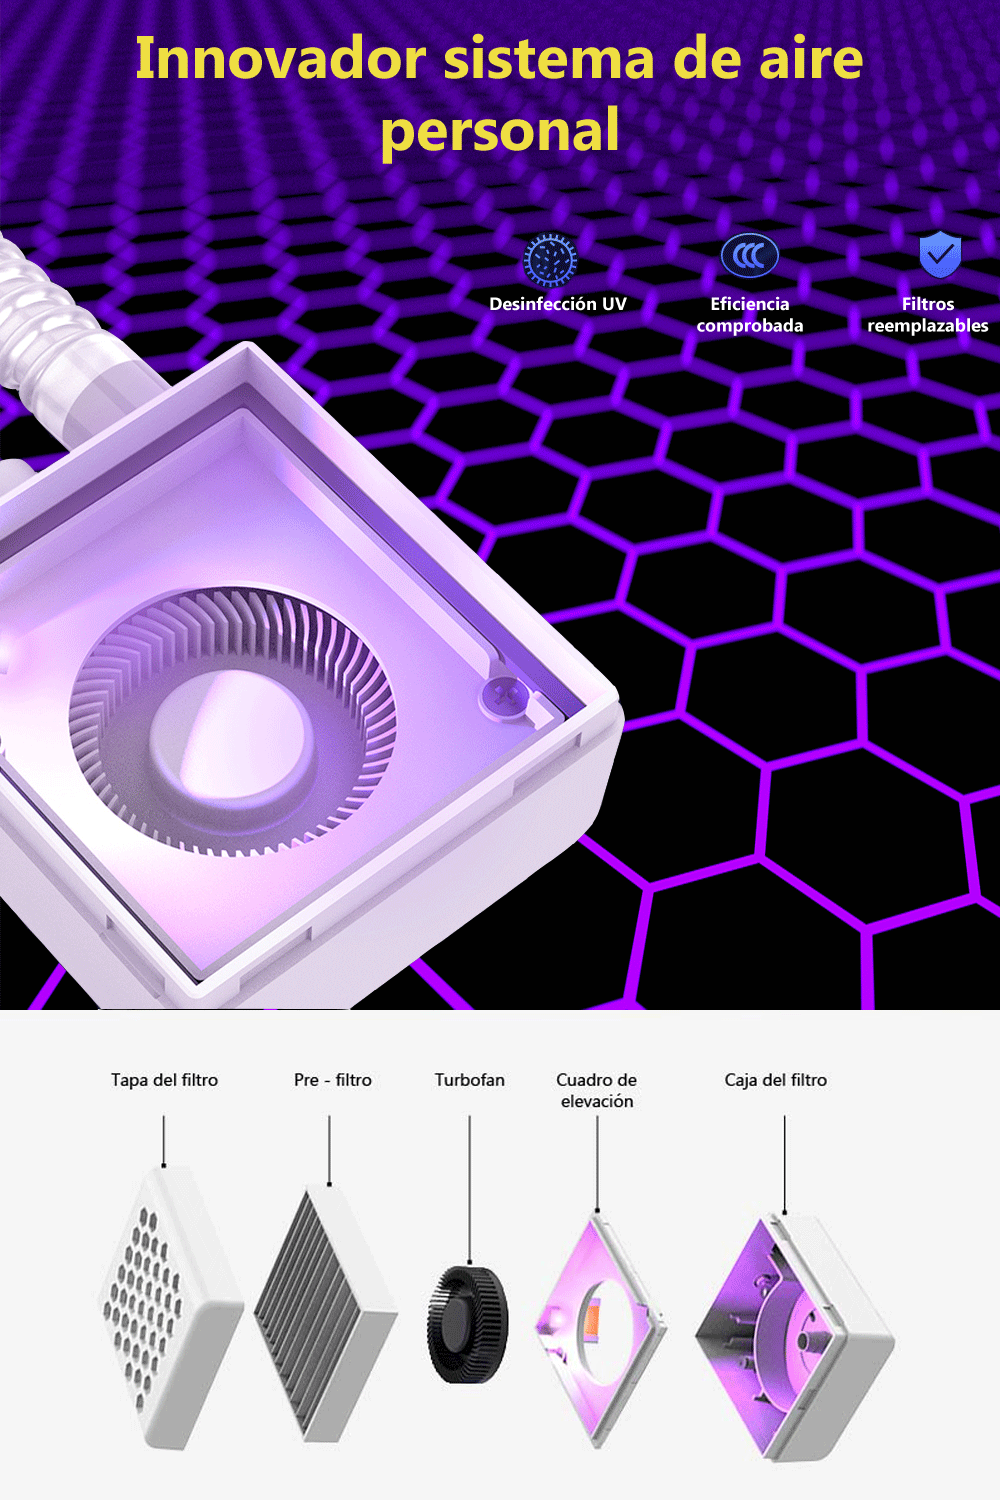 Innovador sistema de aire
personal
Desinfección UV
Eficiencia
comprobada
Filtros
reemplazables
Tapa del filtro
Pre - filtro
Turbofan
Cuadro de
elevación
Caja del filtro